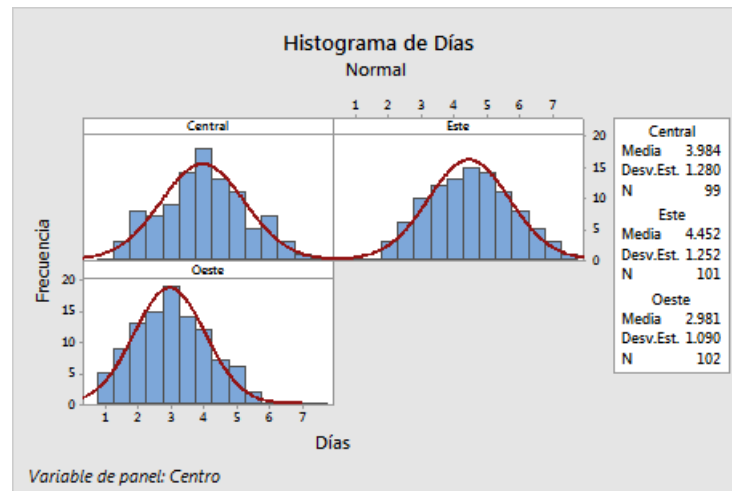 Histograma de Días
Normal
1 2 3 4 5 6 7
Central
Este
20
15
10
5
0
Oeste
20
15
10
5
0
1 2 3 4 5 6 7
Frecuencia
Días
Central
Media 3.984
Desv.Est. 1.280
N 99
Este
Media 4.452
Desv.Est. 1.252
N 101
Oeste
Media 2.981
Desv.Est. 1.090
N 102
Variable de panel: Centro